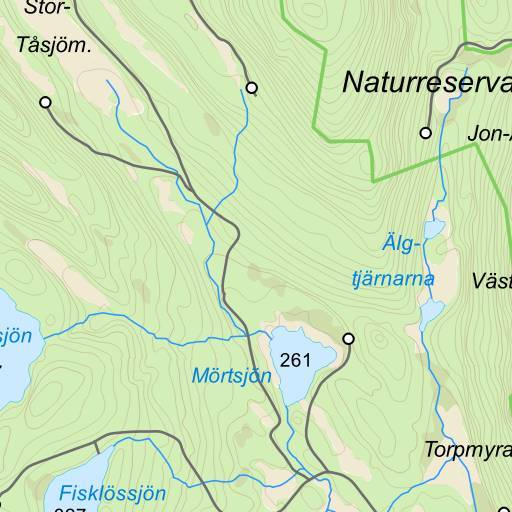 Stor-
Tåsjöm.
Naturreserva
Jon-
Älg-
tjärnarna
Väst
sjön
261
Mörtsjön
Torpmyra
Fisklössjön